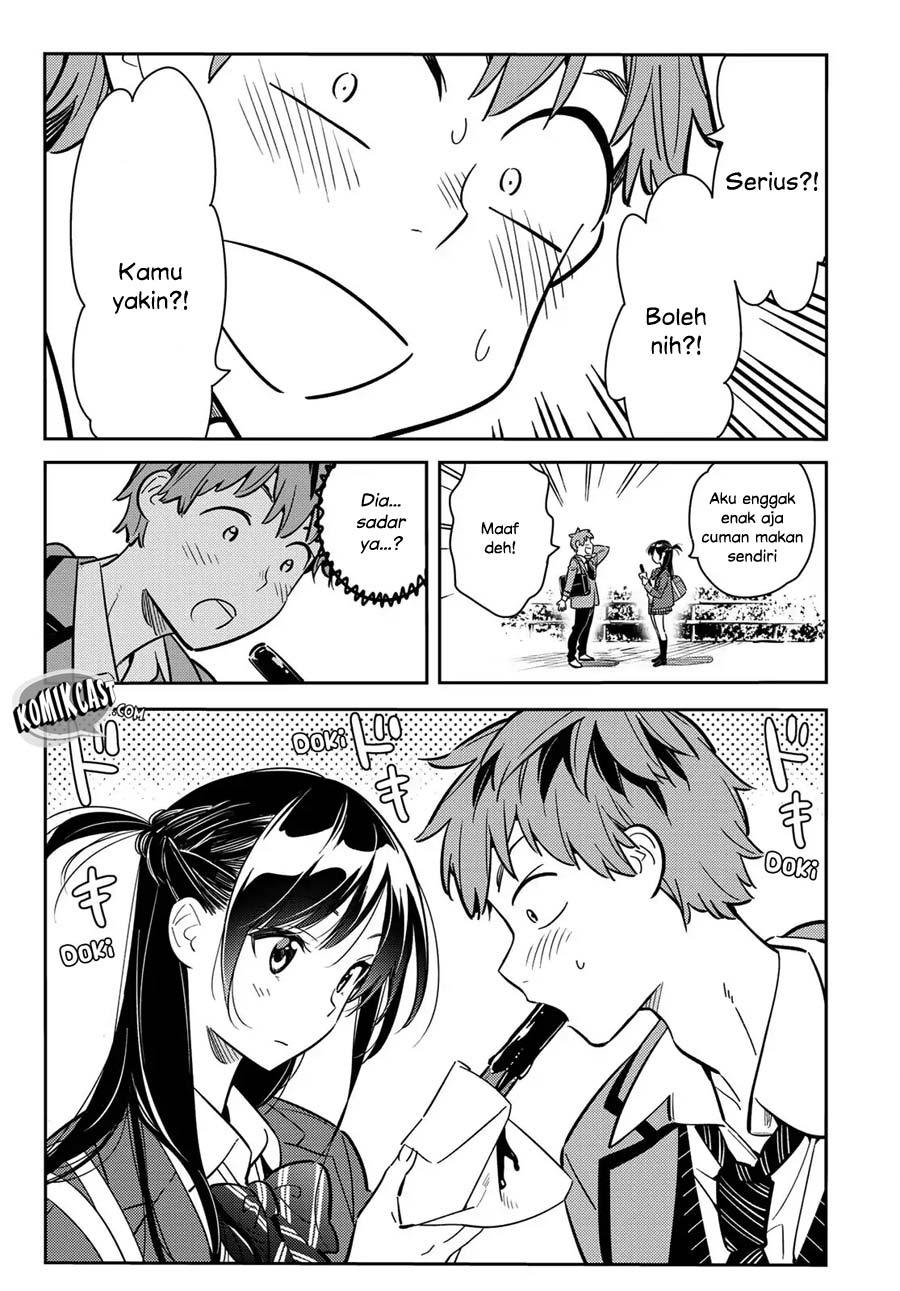 Serius?!
Boleh
nih?!
Kamu
yakin?!
Aku enggak
enak aja
cuman makan
sendiri
Maaf
deh!
Dia...
sadar
ya...?
KOMIKCAST
.COM
ドキ
DOKI
ドキ
DOKI
ドキ
DOKI